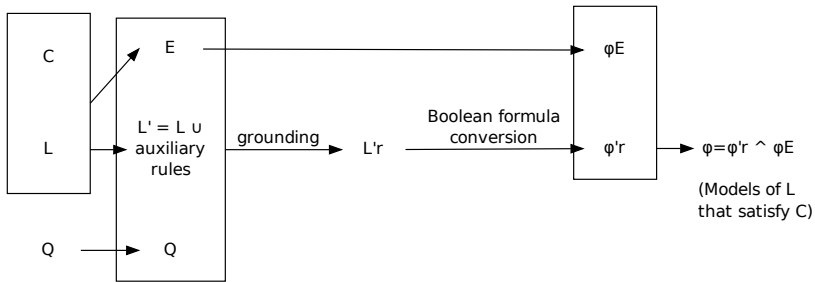 C
E
φE
L
L' = L ∪
auxiliary
rules
grounding
L'r
Boolean formula
conversion
φ'r
φ=φ'r ^ φE
(Models of L
that satisfy C)
Q
Q